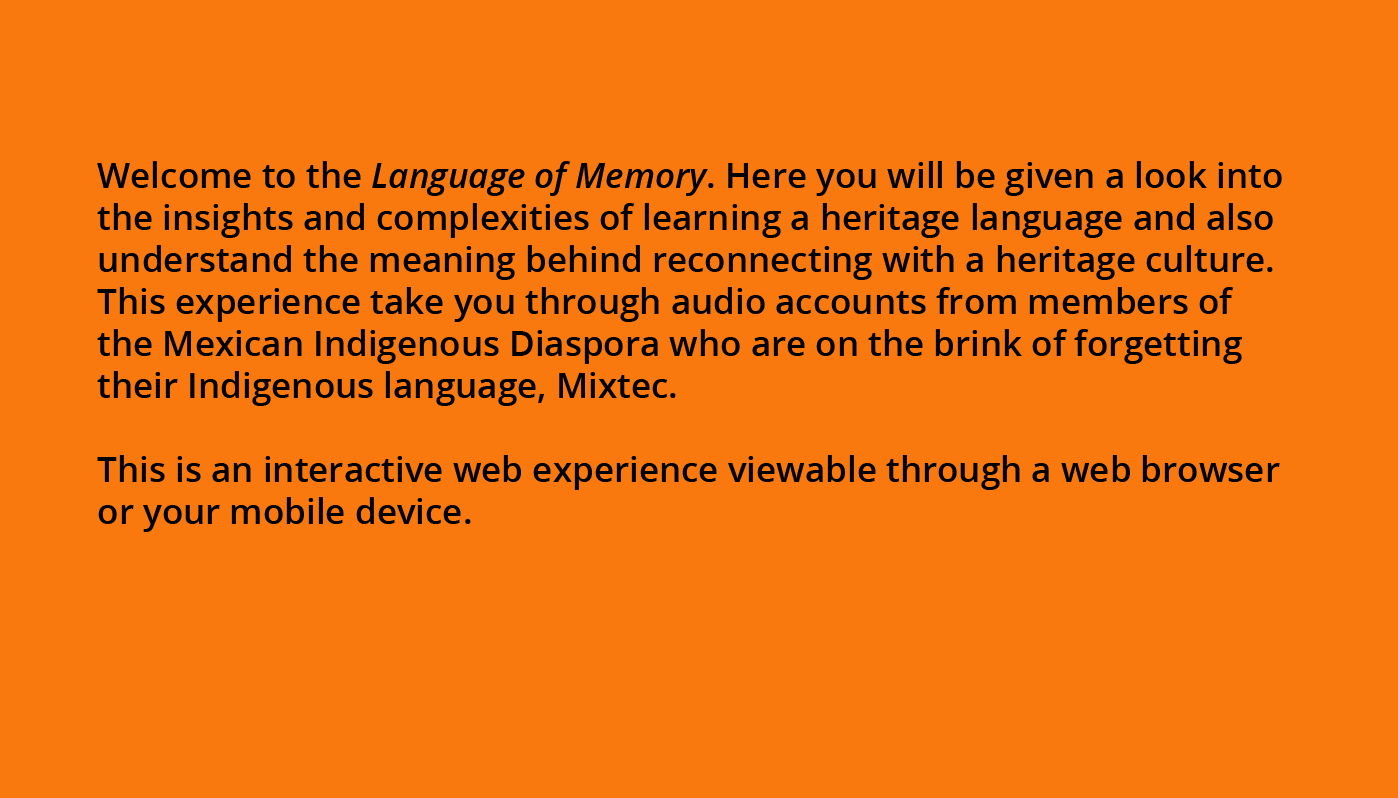 Welcome to the Language of Memory. Here you will be given a look into
the insights and complexities of learning a heritage language and also
understand the meaning behind reconnecting with a heritage culture.
This experience take you through audio accounts from members of
the Mexican Indigenous Diaspora who are on the brink of forgetting
their Indigenous language, Mixtec.
This is an interactive web experience viewable through a web browser
or your mobile device.